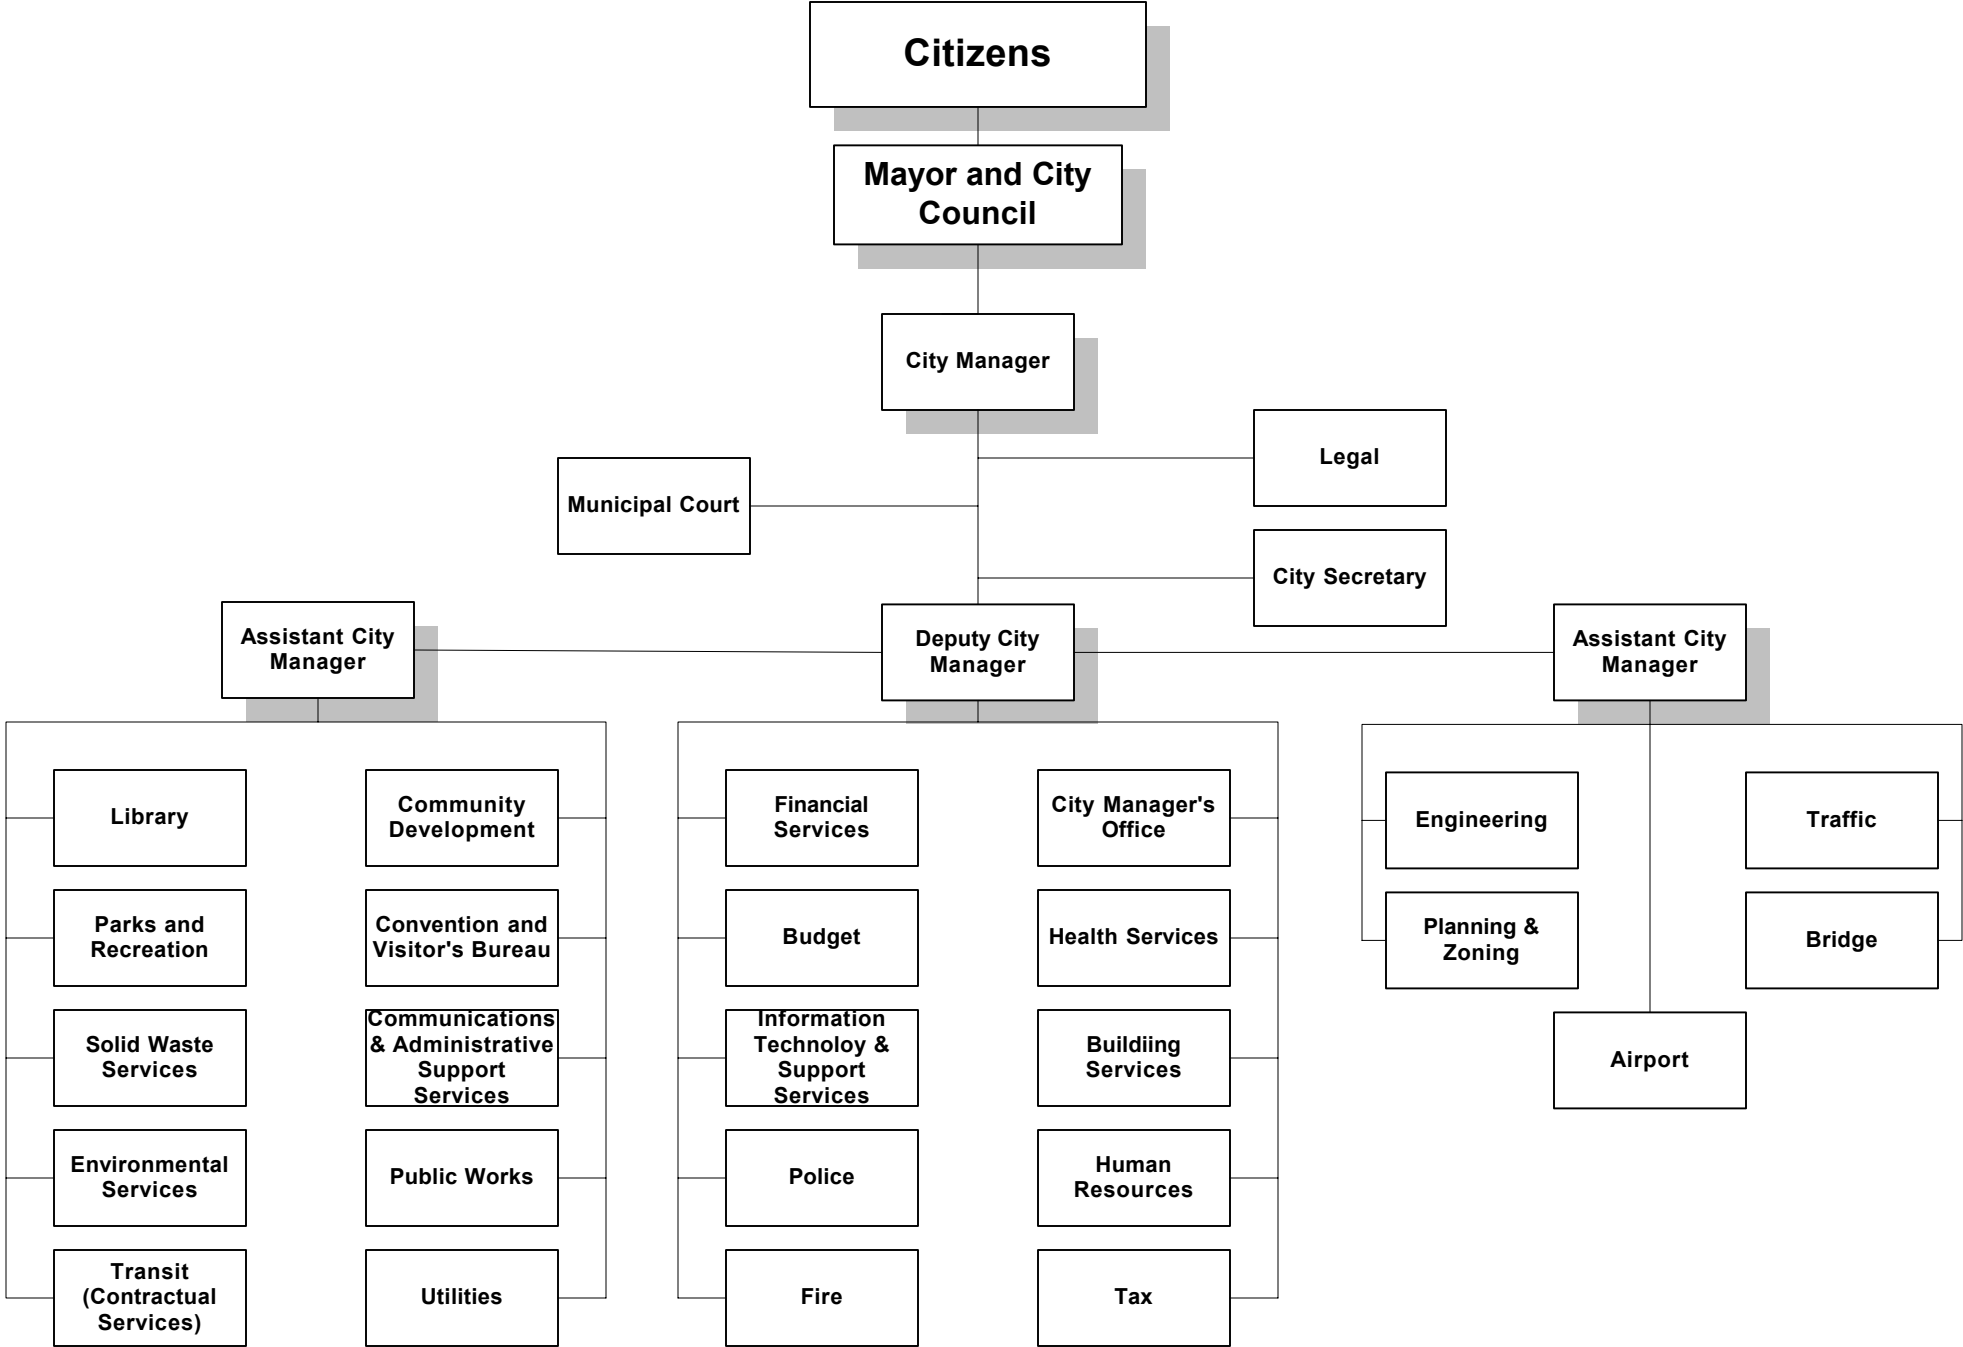 Citizens
Mayor and City
Council
City Manager
Legal
Municipal Court
City Secretary
Assistant City
Manager
Deputy City
Manager
Assistant City
Manager
Library
Community
Development
Financial
Services
City Manager's
Office
Engineering
Traffic
Parks and
Recreation
Convention and
Visitor's Bureau
Budget
Health Services
Planning &
Zoning
Bridge
Solid Waste
Services
Communications
& Administrative
Support
Services
Information
Technoloy &
Support
Services
Buildiing
Services
Airport
Environmental
Services
Public Works
Police
Human
Resources
Transit
(Contractual
Services)
Utilities
Fire
Tax